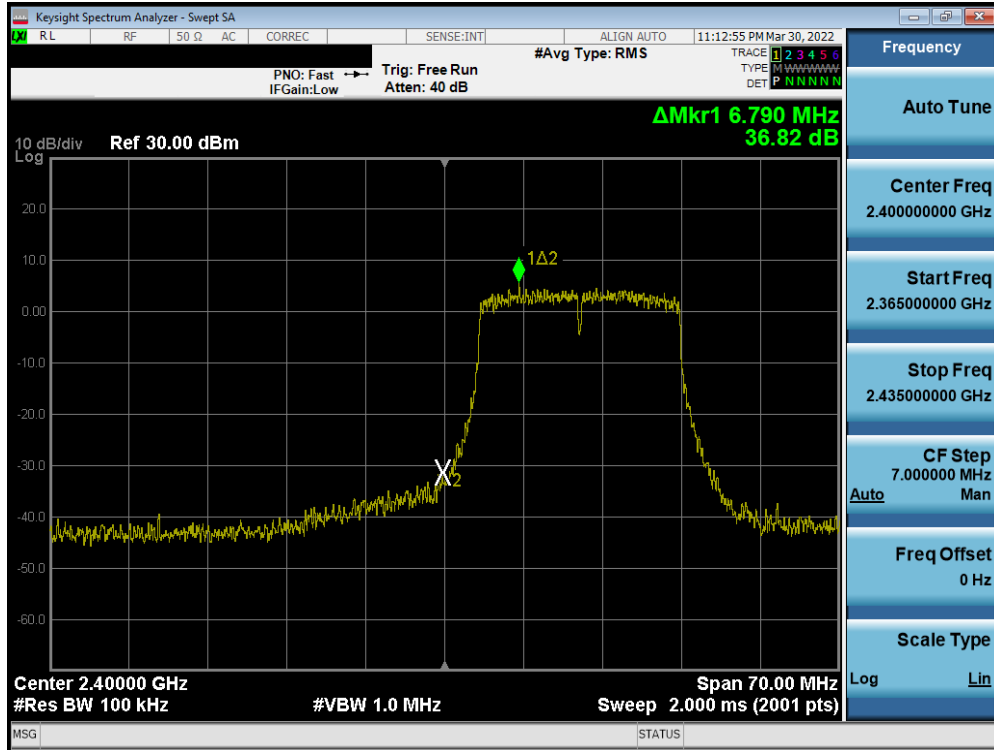 Keysight Spectrum Analyzer - Swept SA
LXI RL RF 50 Ω AC CORREC SENSE:INT ALIGN AUTO 11:12:55 PM Mar 30, 2022
#Avg Type: RMS
TRACE 1 2 3 4 5 6
TYPE M W W W W W
DET P N N N N N
PNO: Fast
IFGain:Low
Trig: Free Run
Atten: 40 dB
ΔMkr1 6.790 MHz
36.82 dB
10 dB/div
Log
Ref 30.00 dBm
20.0
10.0
0.00
-10.0
-20.0
-30.0
-40.0
-50.0
-60.0
1Δ2
X2
Center 2.40000 GHz
Span 70.00 MHz
#Res BW 100 kHz
#VBW 1.0 MHz
Sweep 2.000 ms (2001 pts)
MSG
STATUS
Frequency
Auto Tune
Center Freq
2.400000000 GHz
Start Freq
2.365000000 GHz
Stop Freq
2.435000000 GHz
CF Step
7.000000 MHz
Auto Man
Freq Offset
0 Hz
Scale Type
Log Lin